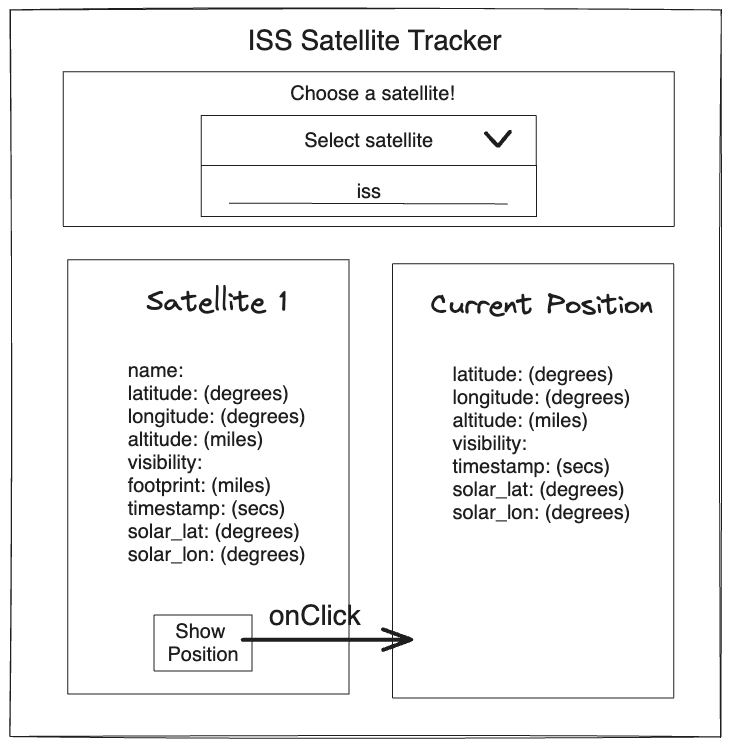 ISS Satellite Tracker
Choose a satellite!
Select satellite
iss
Satellite 1
name:
latitude: (degrees)
longitude: (degrees)
altitude: (miles)
visibility:
footprint: (miles)
timestamp: (secs)
solar_lat: (degrees)
solar_lon: (degrees)
Show
Position
onClick
Current Position
latitude: (degrees)
longitude: (degrees)
altitude: (miles)
visibility:
timestamp: (secs)
solar_lat: (degrees)
solar_lon: (degrees)